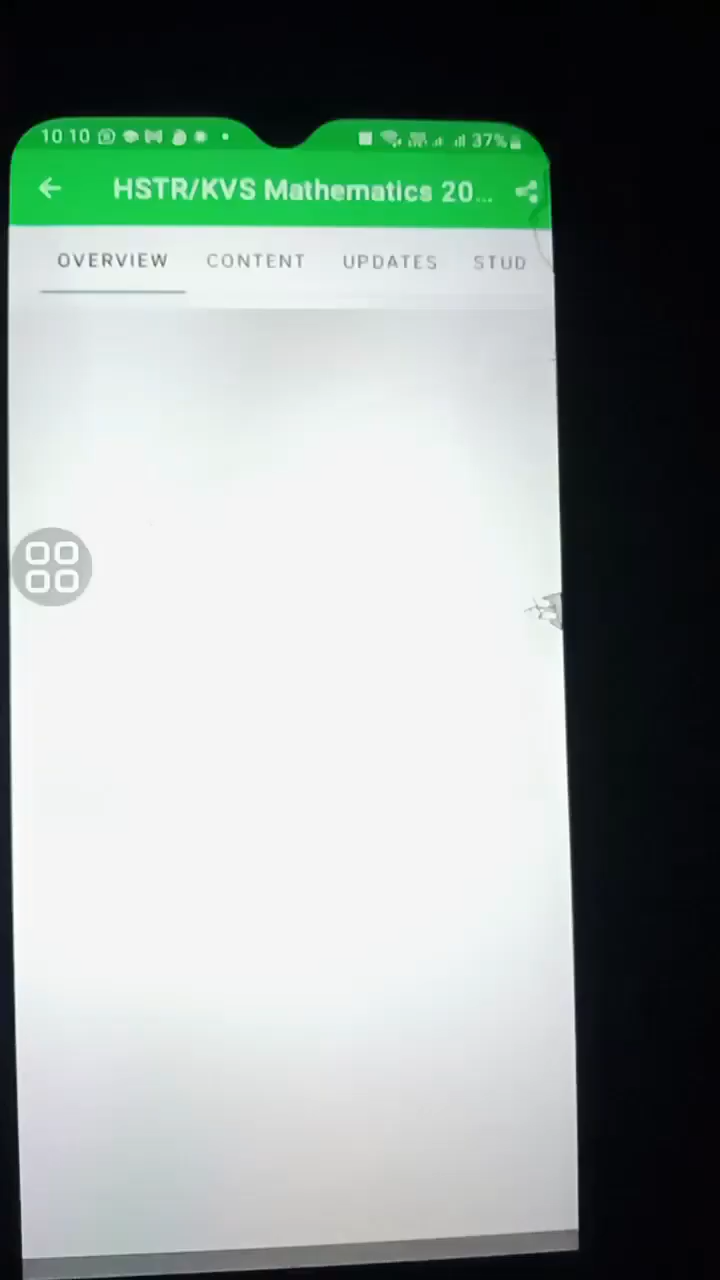 10 10
37%
HSTR/KVS Mathematics 20...
OVERVIEW CONTENT UPDATES STUD